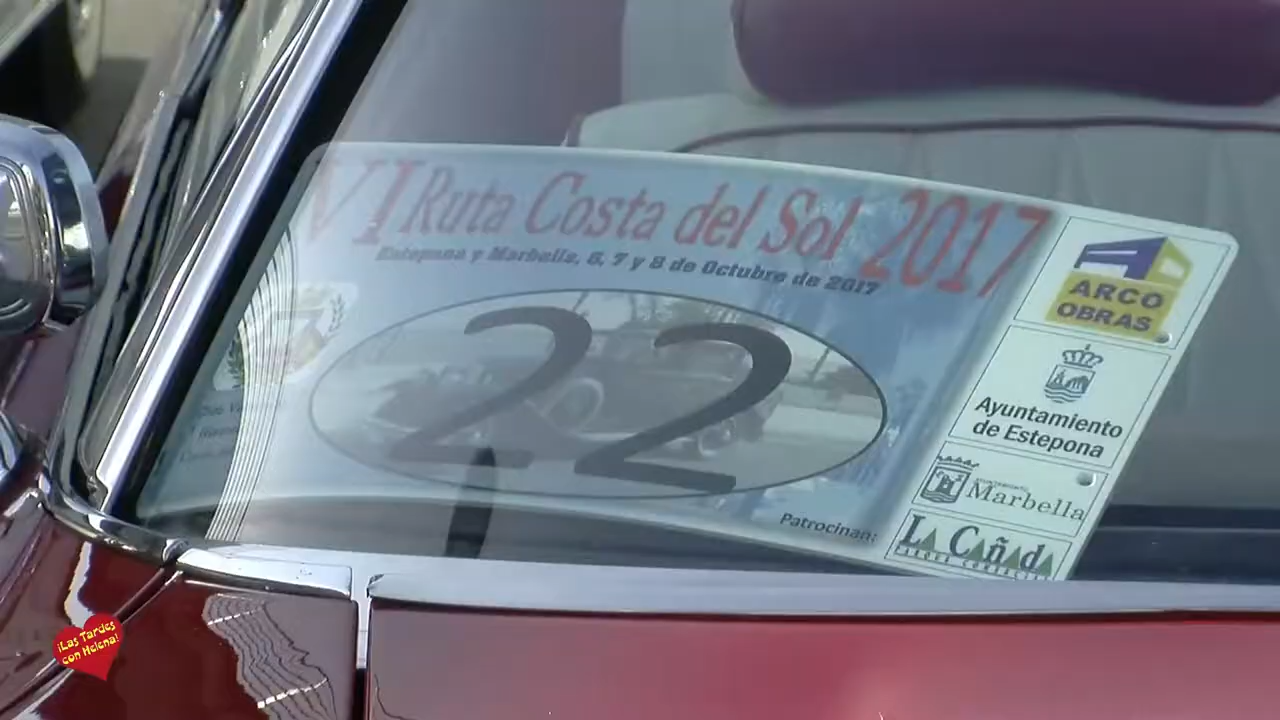 VI Ruta Costa del Sol 2017
Estepona y Marbella, 6, 7 y 8 de Octubre de 2017
22
Patrocinan:
ARCO
OBRAS
Ayuntamiento
de Estepona
Marbella
La Cañada
¡Las Tardes
con Helena!